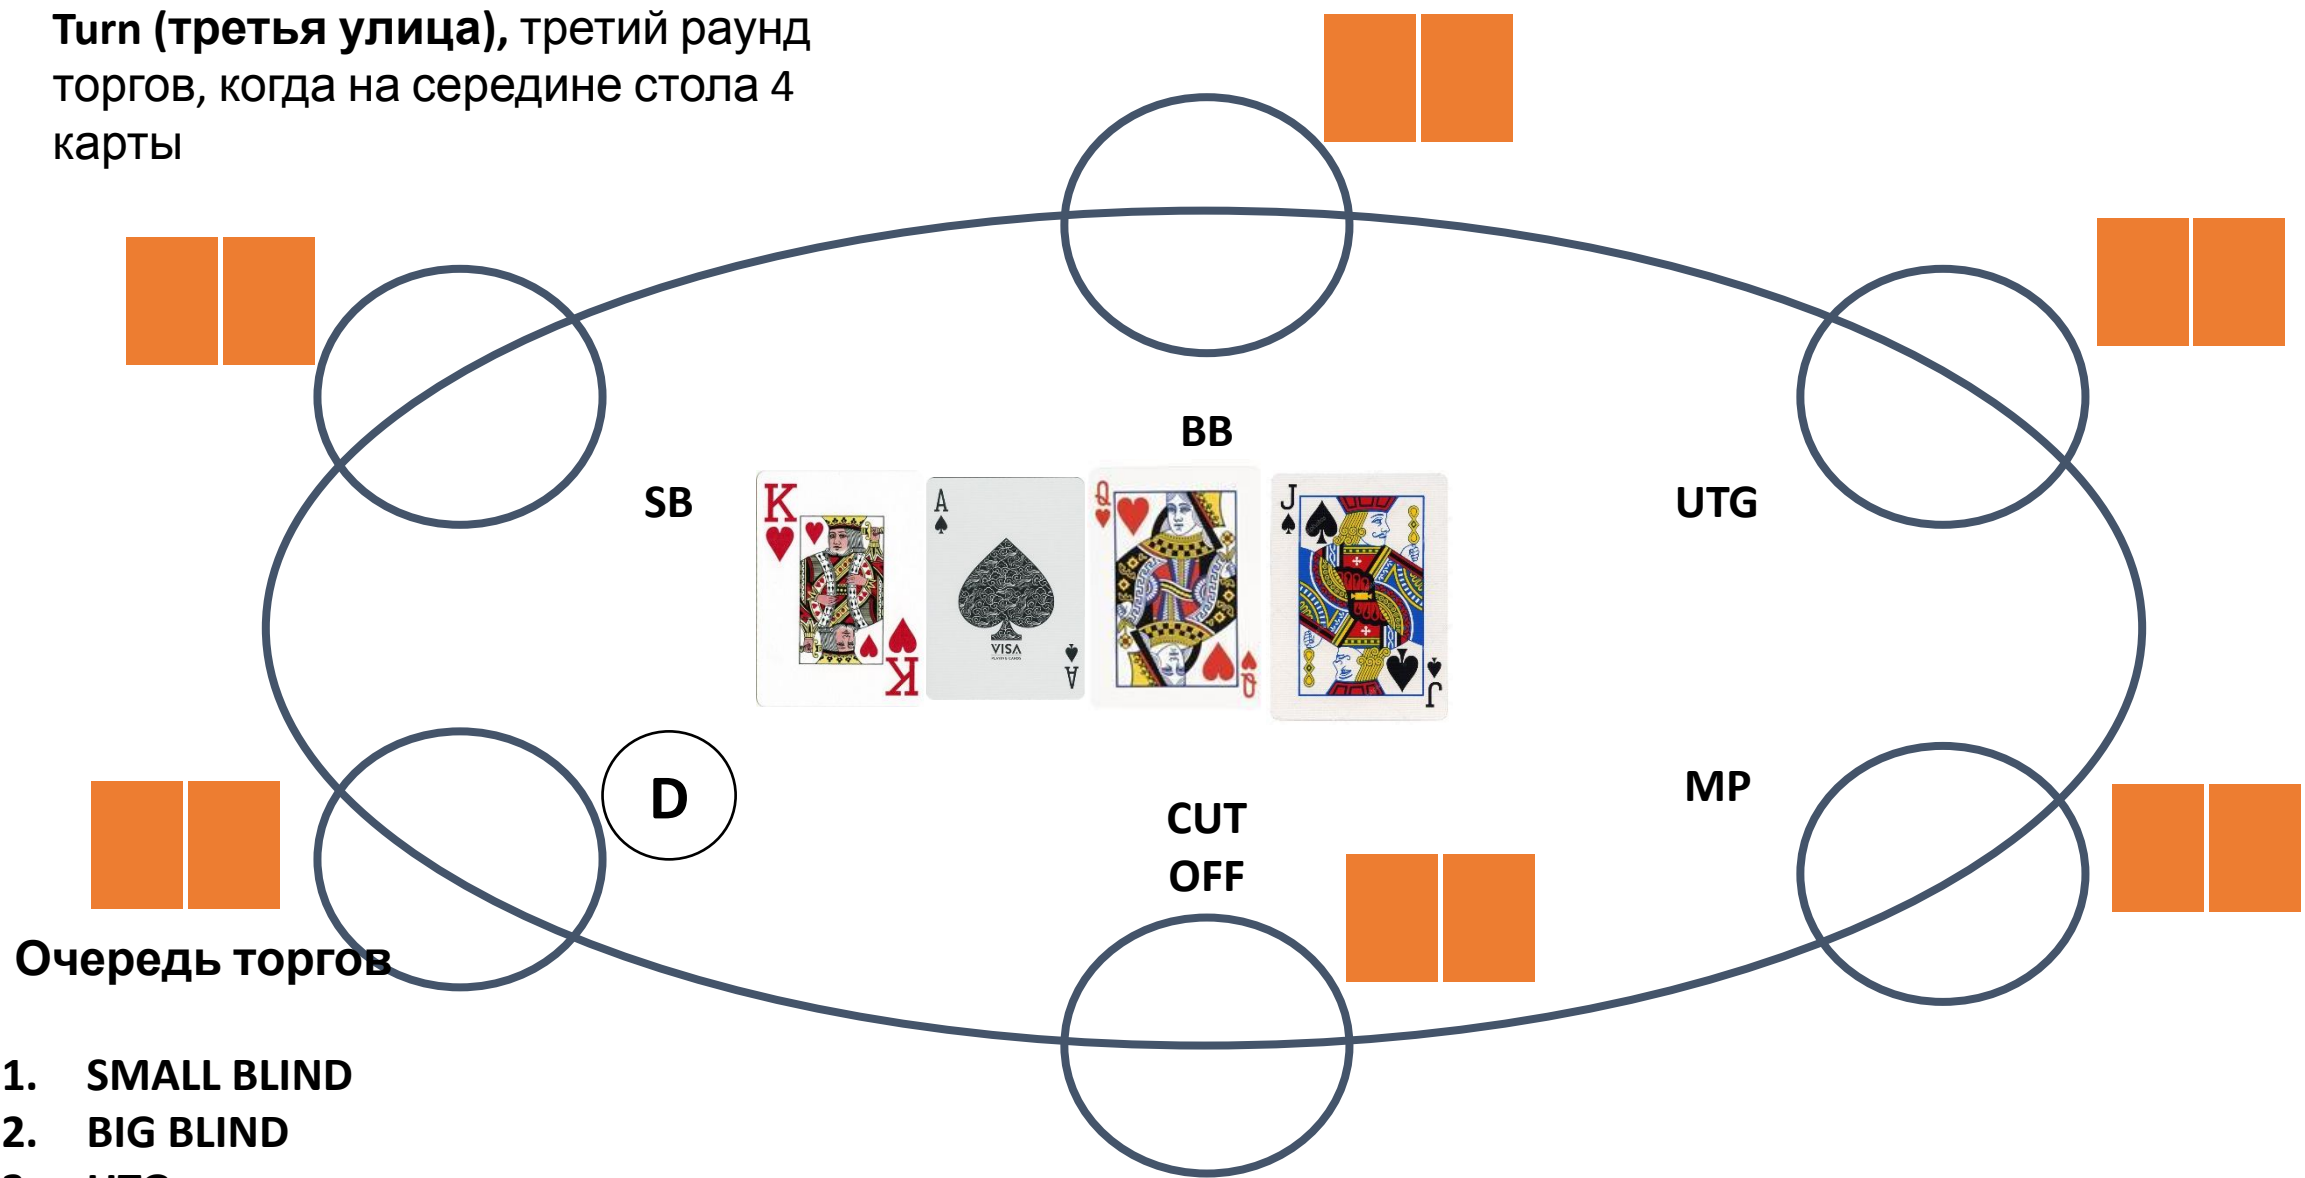 Turn (третья улица), третий раунд
торгов, когда на середине стола 4
карты
BB
SB
UTG
K
K
A
VISA
A
Q
Q
J
J
D
MP
CUT
OFF
Очередь торгов
1. SMALL BLIND
2. BIG BLIND